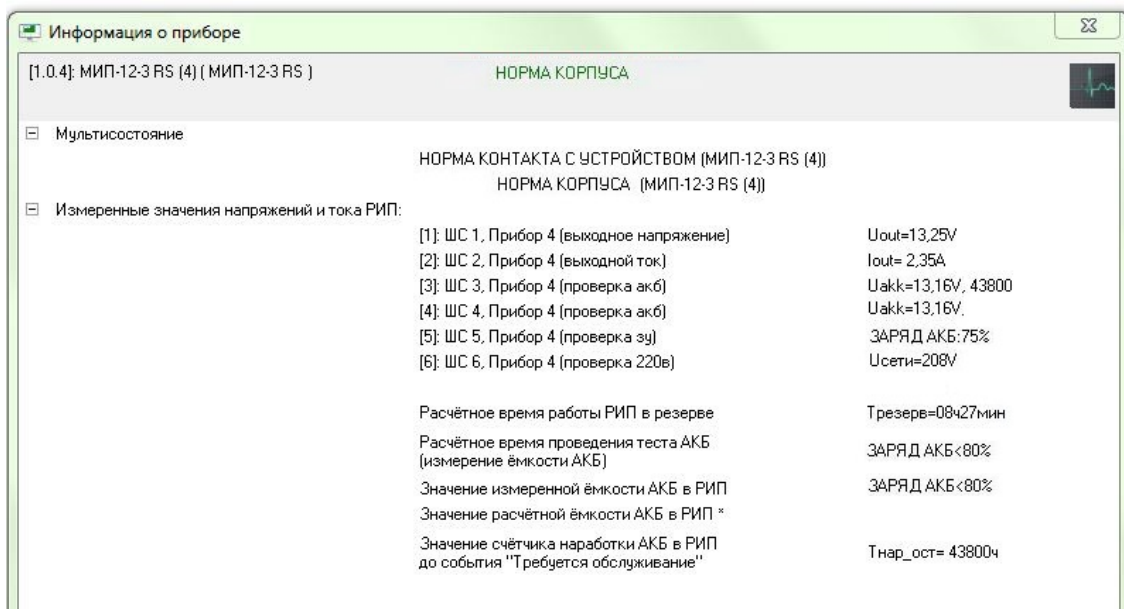 Информация о приборе
[1.0.4]: МИП-12-3 RS (4) ( МИП-12-3 RS ) НОРМА КОРПУСА
Мультисостояние
НОРМА КОНТАКТА С УСТРОЙСТВОМ (МИП-12-3 RS (4))
НОРМА КОРПУСА (МИП-12-3 RS (4))
Измеренные значения напряжений и тока РИП:
[1]: ШС 1, Прибор 4 (выходное напряжение) Uout=13,25V
[2]: ШС 2, Прибор 4 (выходной ток) Iout= 2,35A
[3]: ШС 3, Прибор 4 (проверка акб) Uakk=13,16V, 43800
[4]: ШС 4, Прибор 4 (проверка акб) Uakk=13,16V,
[5]: ШС 5, Прибор 4 (проверка зу) ЗАРЯД АКБ:75%
[6]: ШС 6, Прибор 4 (проверка 220в) Uсети=208V
Расчётное время работы РИП в резерве Трезерв=08ч27мин
Расчётное время проведения теста АКБ
(измерение ёмкости АКБ) ЗАРЯД АКБ<80%
Значение измеренной ёмкости АКБ в РИП ЗАРЯД АКБ<80%
Значение расчётной ёмкости АКБ в РИП *
Значение счётчика наработки АКБ в РИП
до события "Требуется обслуживание" Тнар_ост= 43800ч